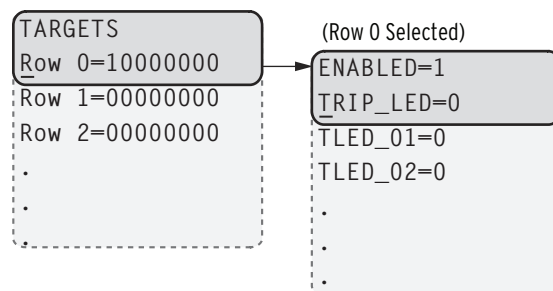 TARGETS
Row 0=10000000
Row 1=00000000
Row 2=00000000
.
.
.
(Row 0 Selected)
ENABLED=1
TRIP_LED=0
TLED_01=0
TLED_02=0
.
.
.